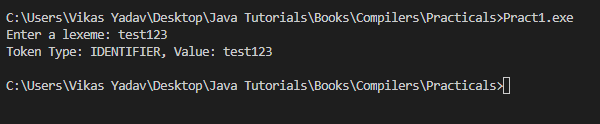 C:\Users\Vikas Yadav\Desktop\Java Tutorials\Books\Compilers\Practicals>Pract1.exe
Enter a lexeme: test123
Token Type: IDENTIFIER, Value: test123
C:\Users\Vikas Yadav\Desktop\Java Tutorials\Books\Compilers\Practicals>